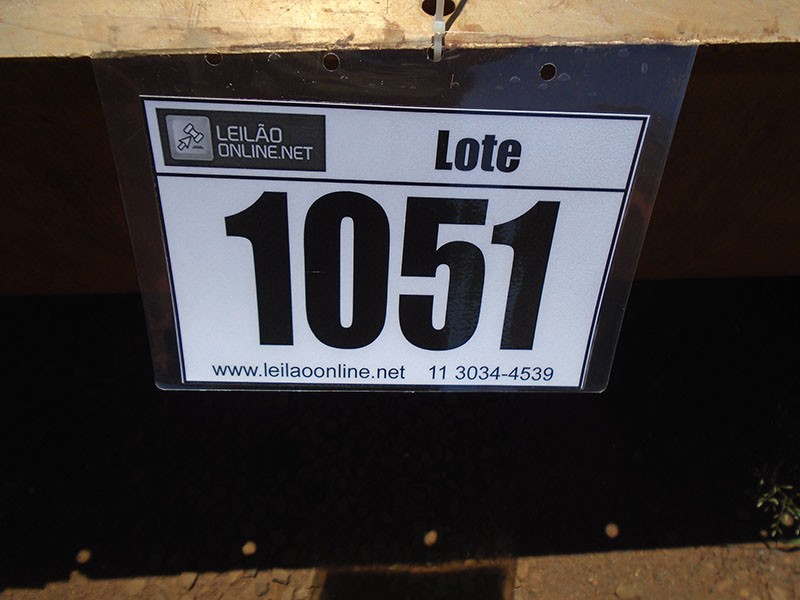 LEILÃO
ONLINE.NET
Lote
1051
www.leilaoonline.net 11 3034-4539